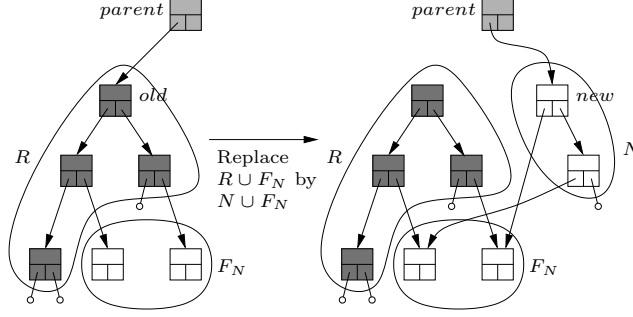 parent
old
R
F_N
Replace
R ∪ F_N by
N ∪ F_N
parent
new
N
R
F_N